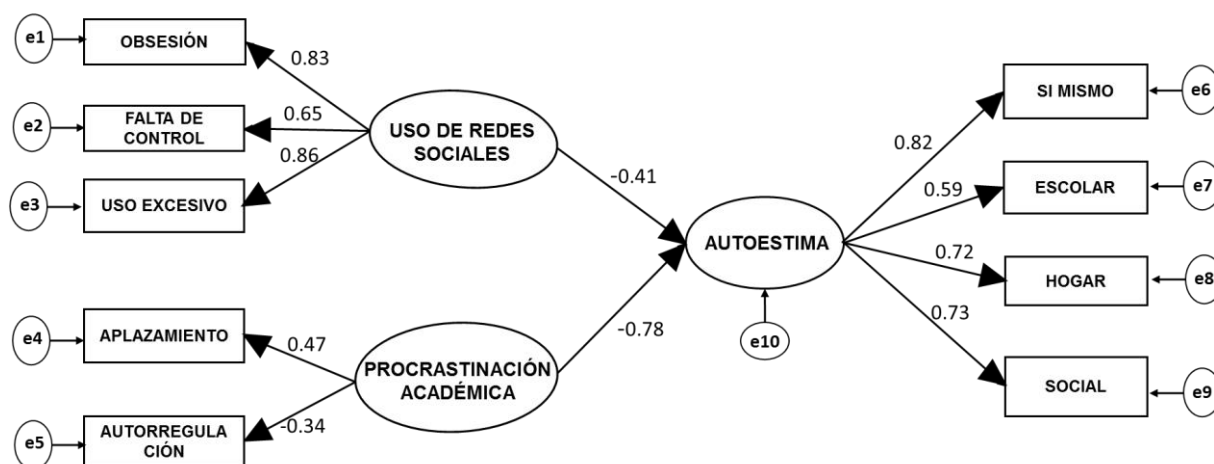 e1
OBSESIÓN
0.83
e2
FALTA DE
CONTROL
0.65
e3
USO EXCESIVO
0.86
USO DE REDES
SOCIALES
-0.41
e4
APLAZAMIENTO
0.47
e5
AUTORREGULA
CIÓN
-0.34
PROCRASTINACIÓN
ACADÉMICA
-0.78
AUTOESTIMA
e10
0.82
SI MISMO
e6
0.59
ESCOLAR
e7
0.72
HOGAR
e8
0.73
SOCIAL
e9